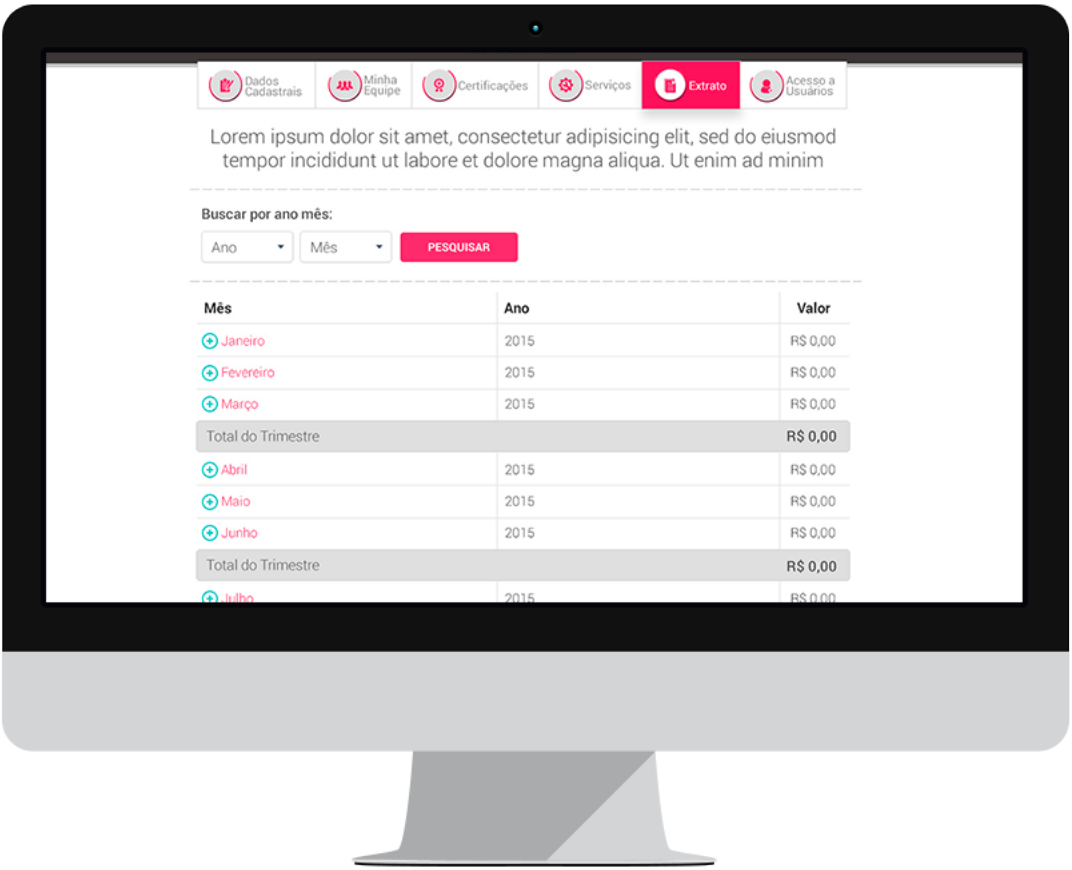 Dados Cadastrais
Minha Equipe
Certificações
Serviços
Extrato
Acesso a Usuários
Lorem ipsum dolor sit amet, consectetur adipisicing elit, sed do eiusmod
tempor incididunt ut labore et dolore magna aliqua. Ut enim ad minim
Buscar por ano mês:
Ano Mês PESQUISAR
Mês Ano Valor
Janeiro 2015 R$ 0,00
Fevereiro 2015 R$ 0,00
Março 2015 R$ 0,00
Total do Trimestre R$ 0,00
Abril 2015 R$ 0,00
Maio 2015 R$ 0,00
Junho 2015 R$ 0,00
Total do Trimestre R$ 0,00
Julho 2015 R$ 0,00